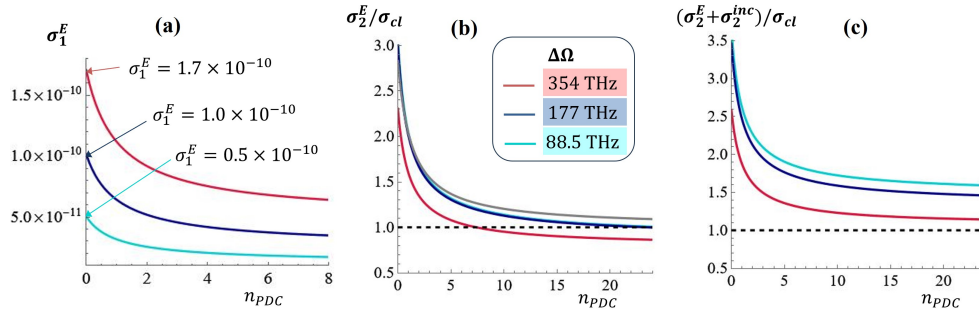 σ₁ᴱ
(a)
σ₁ᴱ = 1.7 × 10⁻¹⁰
σ₁ᴱ = 1.0 × 10⁻¹⁰
σ₁ᴱ = 0.5 × 10⁻¹⁰
1.5×10⁻¹⁰
1.0×10⁻¹⁰
5.0×10⁻¹¹
0 2 4 6 8
n_PDC
σ₂ᴱ/σ_cl
(b)
ΔΩ
354 THz
177 THz
88.5 THz
3.0
2.5
2.0
1.5
1.0
0.5
0 5 10 15 20
n_PDC
(σ₂ᴱ+σ₂ⁱⁿᶜ)/σ_cl
(c)
3.5
3.0
2.5
2.0
1.5
1.0
0.5
0 5 10 15 20
n_PDC